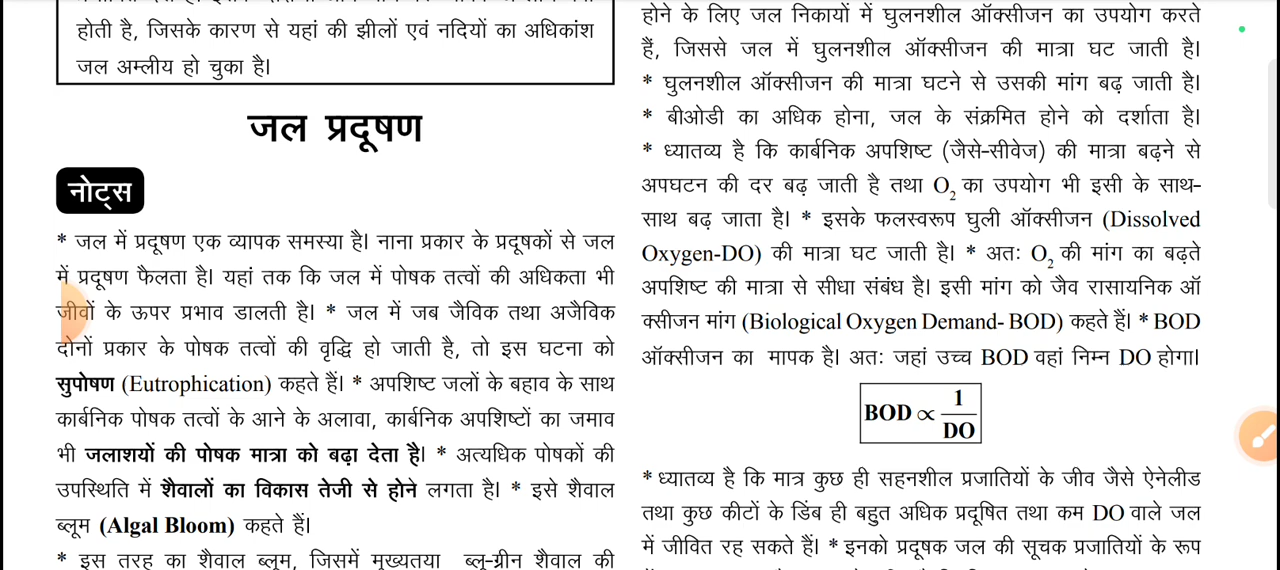 होती है, जिसके कारण से यहां की झीलों एवं नदियों का अधिकांश
जल अम्लीय हो चुका है।
जल प्रदूषण
नोट्स
* जल में प्रदूषण एक व्यापक समस्या है। नाना प्रकार के प्रदूषकों से जल
में प्रदूषण फैलता है। यहां तक कि जल में पोषक तत्वों की अधिकता भी
जीवों के ऊपर प्रभाव डालती है। * जल में जब जैविक तथा अजैविक
दोनों प्रकार के पोषक तत्वों की वृद्धि हो जाती है, तो इस घटना को
सुपोषण (Eutrophication) कहते हैं। * अपशिष्ट जलों के बहाव के साथ
कार्बनिक पोषक तत्वों के आने के अलावा, कार्बनिक अपशिष्टों का जमाव
भी जलाशयों की पोषक मात्रा को बढ़ा देता है। * अत्यधिक पोषकों की
उपस्थिति में शैवालों का विकास तेजी से होने लगता है। * इसे शैवाल
ब्लूम (Algal Bloom) कहते हैं।
* इस तरह का शैवाल ब्लूम, जिसमें मुख्यतया ब्लू-ग्रीन शैवाल की
होने के लिए जल निकायों में घुलनशील ऑक्सीजन का उपयोग करते
हैं, जिससे जल में घुलनशील ऑक्सीजन की मात्रा घट जाती है।
* घुलनशील ऑक्सीजन की मात्रा घटने से उसकी मांग बढ़ जाती है।
* बीओडी का अधिक होना, जल के संक्रमित होने को दर्शाता है।
* ध्यातव्य है कि कार्बनिक अपशिष्ट (जैसे-सीवेज) की मात्रा बढ़ने से
अपघटन की दर बढ़ जाती है तथा O₂ का उपयोग भी इसी के साथ-
साथ बढ़ जाता है। * इसके फलस्वरूप घुली ऑक्सीजन (Dissolved
Oxygen-DO) की मात्रा घट जाती है। * अतः O₂ की मांग का बढ़ते
अपशिष्ट की मात्रा से सीधा संबंध है। इसी मांग को जैव रासायनिक ऑ
क्सीजन मांग (Biological Oxygen Demand- BOD) कहते हैं। * BOD
ऑक्सीजन का मापक है। अतः जहां उच्च BOD वहां निम्न DO होगा।
BOD ∝ 1/DO
* ध्यातव्य है कि मात्र कुछ ही सहनशील प्रजातियों के जीव जैसे ऐनेलीड
तथा कुछ कीटों के डिंब ही बहुत अधिक प्रदूषित तथा कम DO वाले जल
में जीवित रह सकते हैं। * इनको प्रदूषक जल की सूचक प्रजातियों के रूप